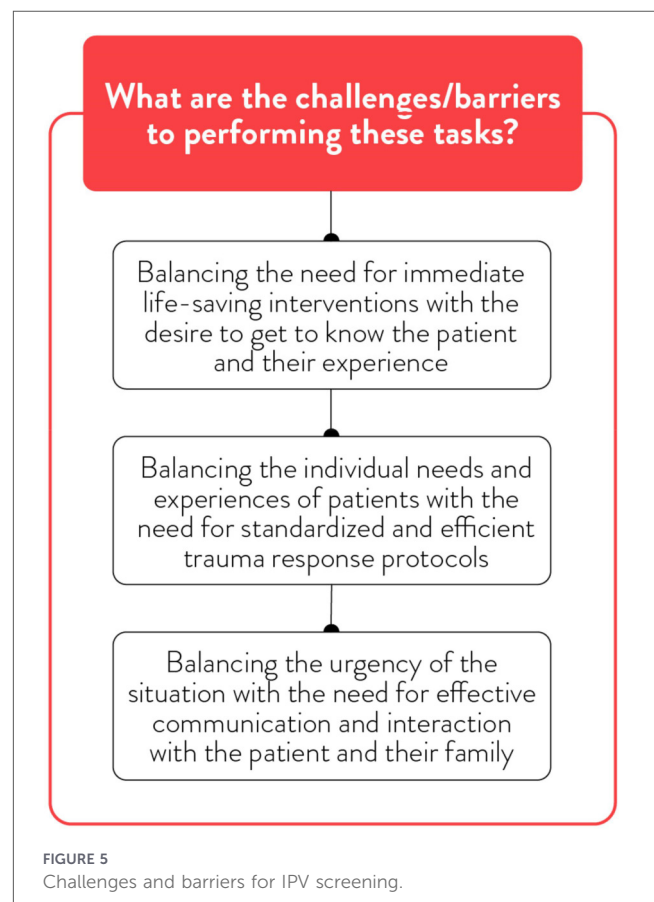 What are the challenges/barriers
to performing these tasks?
Balancing the need for immediate
life-saving interventions with the
desire to get to know the patient
and their experience
Balancing the individual needs and
experiences of patients with the
need for standardized and efficient
trauma response protocols
Balancing the urgency of the
situation with the need for effective
communication and interaction
with the patient and their family
FIGURE 5
Challenges and barriers for IPV screening.